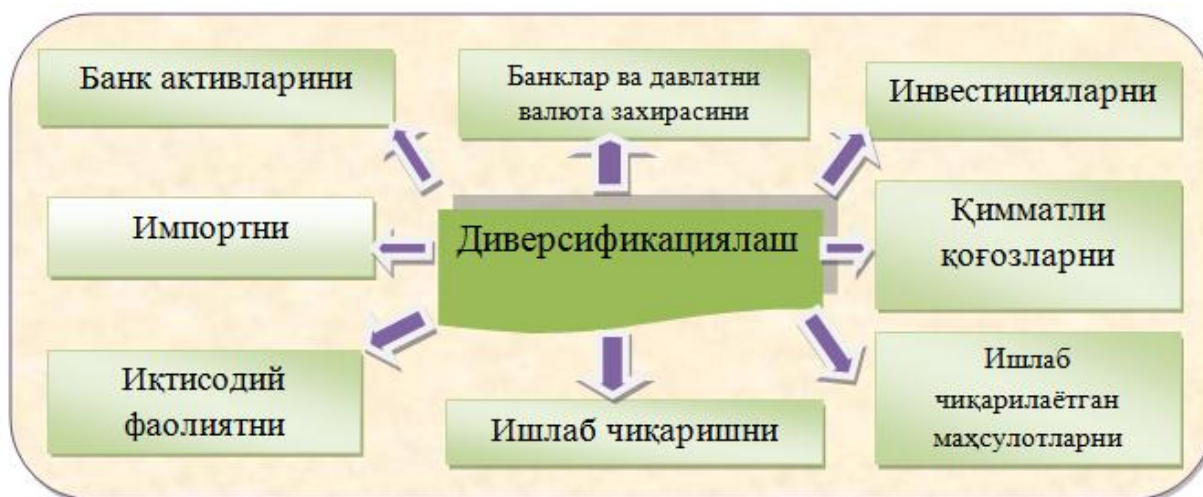 Банк активларини
Банклар ва давлатни
валюта захирасини
Инвестицияларни
Импортни
Диверсификациялаш
Қимматли
қоғозларни
Иқтисодий
фаолиятни
Ишлаб чиқаришни
Ишлаб
чиқарилаётган
маҳсулотларни